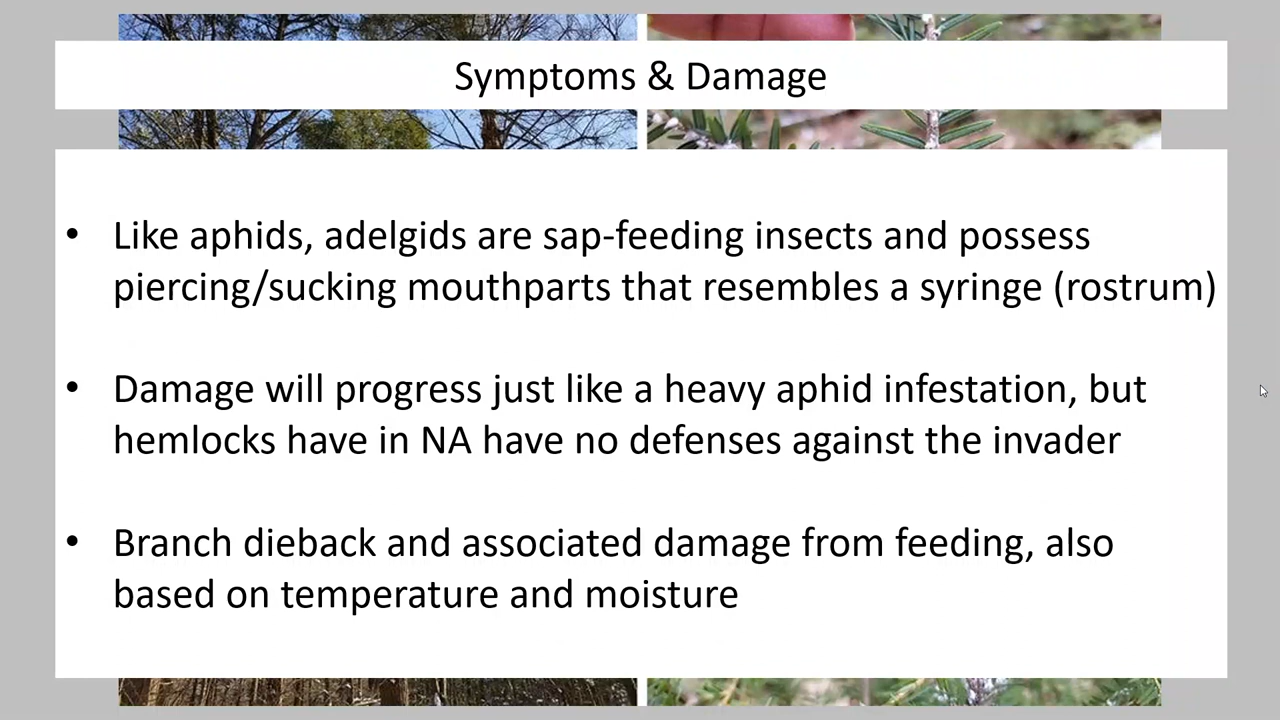 Symptoms & Damage
• Like aphids, adelgids are sap-feeding insects and possess
piercing/sucking mouthparts that resembles a syringe (rostrum)
• Damage will progress just like a heavy aphid infestation, but
hemlocks have in NA have no defenses against the invader
• Branch dieback and associated damage from feeding, also
based on temperature and moisture